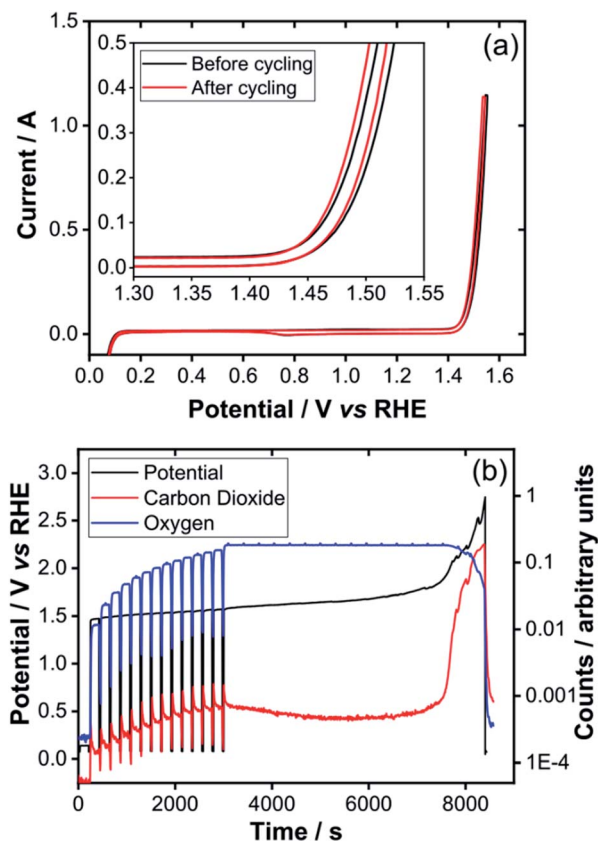 (a)
Before cycling
After cycling
0.5
0.4
0.3
0.2
0.1
0.0
1.30 1.40 1.45 1.50 1.55
Current / A
1.0
0.5
0.0
0.0 0.2 0.4 0.6 0.8 1.0 1.2 1.4 1.6
Potential / V vs RHE
(b)
Potential
Carbon Dioxide
Oxygen
Potential / V vs RHE
3.0
2.5
2.0
1.5
1.0
0.5
0.0
1
0.1
0.01
0.001
1E-4
Counts / arbitrary units
0 2000 4000 6000 8000
Time / s